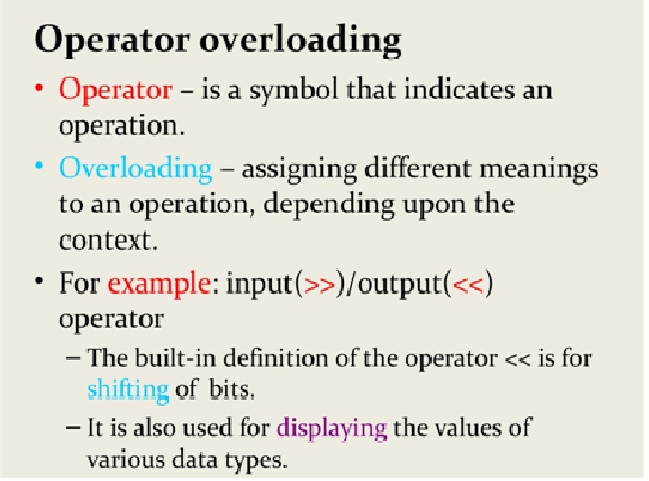 Operator overloading
• Operator – is a symbol that indicates an
operation.
• Overloading – assigning different meanings
to an operation, depending upon the
context.
• For example: input(>>)/output(<<)
operator
– The built-in definition of the operator << is for
shifting of bits.
– It is also used for displaying the values of
various data types.